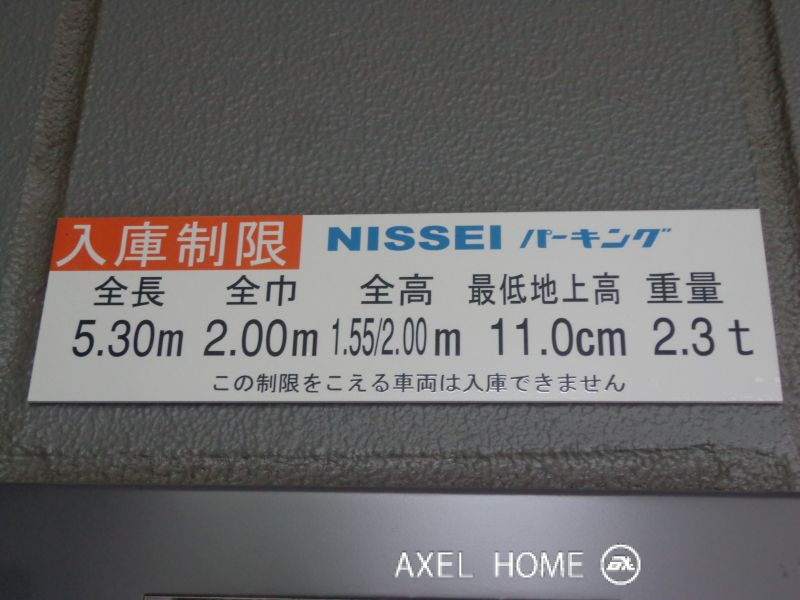 入庫制限 NISSEI パーキング
全長 全巾 全高 最低地上高 重量
5.30m 2.00m 1.55/2.00m 11.0cm 2.3t
この制限をこえる車両は入庫できません
AXEL HOME